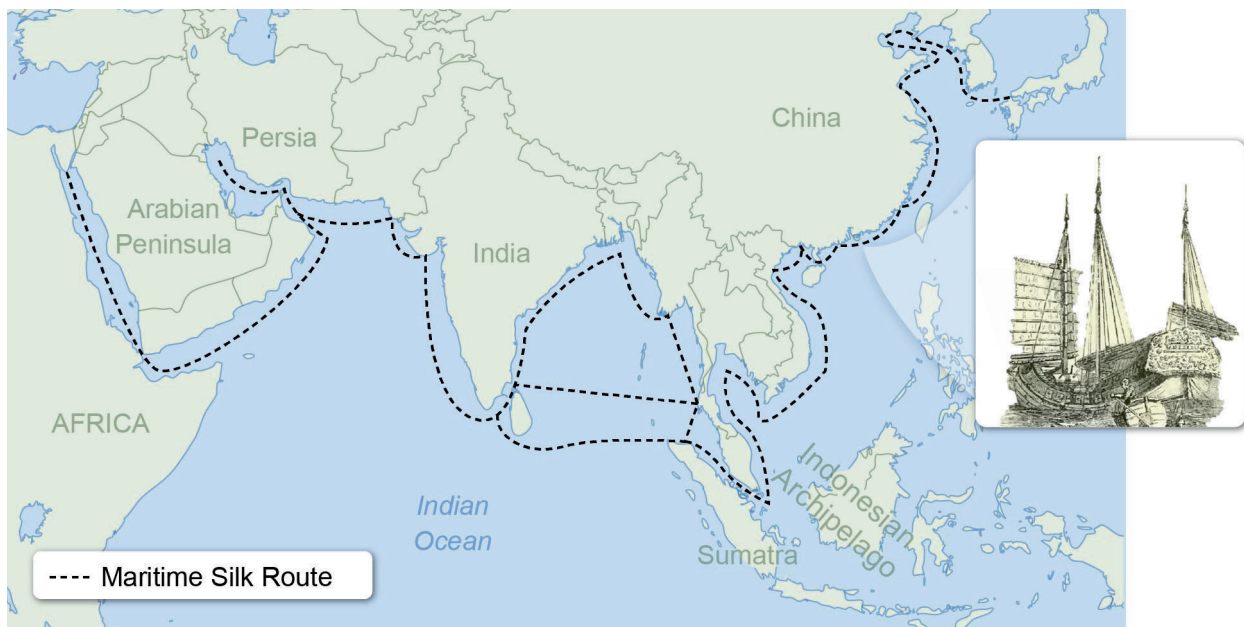 China
Persia
Arabian
Peninsula
India
AFRICA
Indonesian
Archipelago
Indian
Ocean
Sumatra
Maritime Silk Route